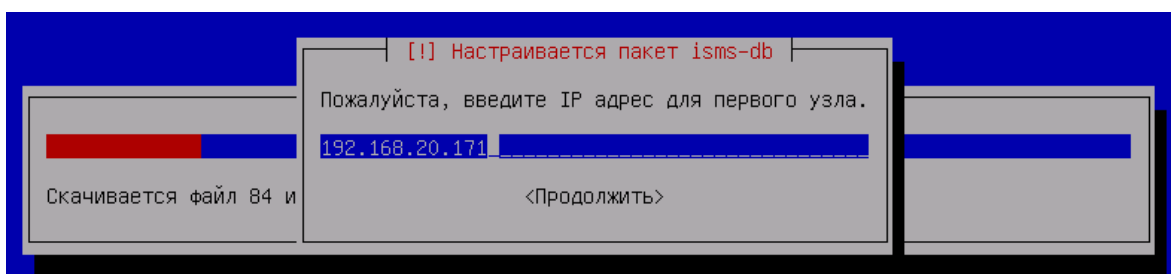 [!] Настраивается пакет isms-db
Пожалуйста, введите IP адрес для первого узла.
192.168.20.171
Скачивается файл 84 и
<Продолжить>